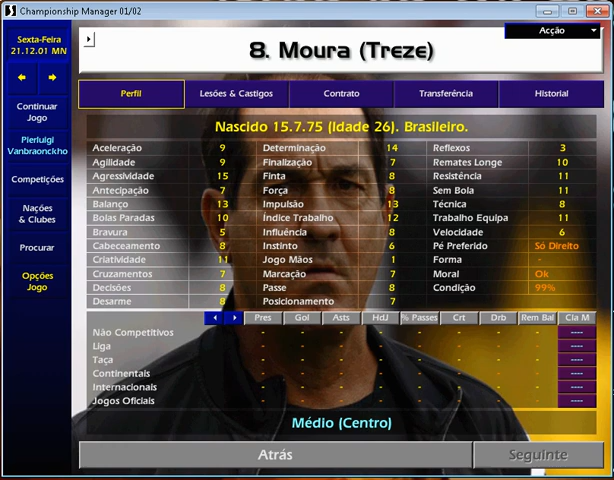 Championship Manager 01/02
Sexta-Feira
21.12.01 MN
Continuar
Jogo
Pierluigi
Vanbraonckho
Competições
Nações
& Clubes
Procurar
Opções
Jogo
Acção
8. Moura (Treze)
Perfil Lesões & Castigos Contrato Transferência Historial
Nascido 15.7.75 (Idade 26). Brasileiro.
Aceleração 9 Determinação 14 Reflexos 3
Agilidade 9 Finalização 7 Remates Longe 10
Agressividade 15 Finta 8 Resistência 11
Antecipação 7 Força 8 Sem Bola 11
Balanço 13 Impulsão 13 Técnica 8
Bolas Paradas 10 Índice Trabalho 12 Trabalho Equipa 11
Bravura 5 Influência 8 Velocidade 6
Cabeceamento 8 Instinto 6 Pé Preferido Só Direito
Criatividade 11 Jogo Mãos 1 Forma -
Cruzamentos 7 Marcação 7 Moral Ok
Decisões 8 Passe 8 Condição 99%
Desarme 8 Posicionamento 7
Pres Gol Asts HdJ % Passes Crt Drb Rem Bal Cla M
Não Competitivos - - - - - - - - ----
Liga - - - - - - - - ----
Taça - - - - - - - - ----
Continentais - - - - - - - - ----
Internacionais - - - - - - - - ----
Jogos Oficiais - - - - - - - - ----
Médio (Centro)
Atrás Seguinte